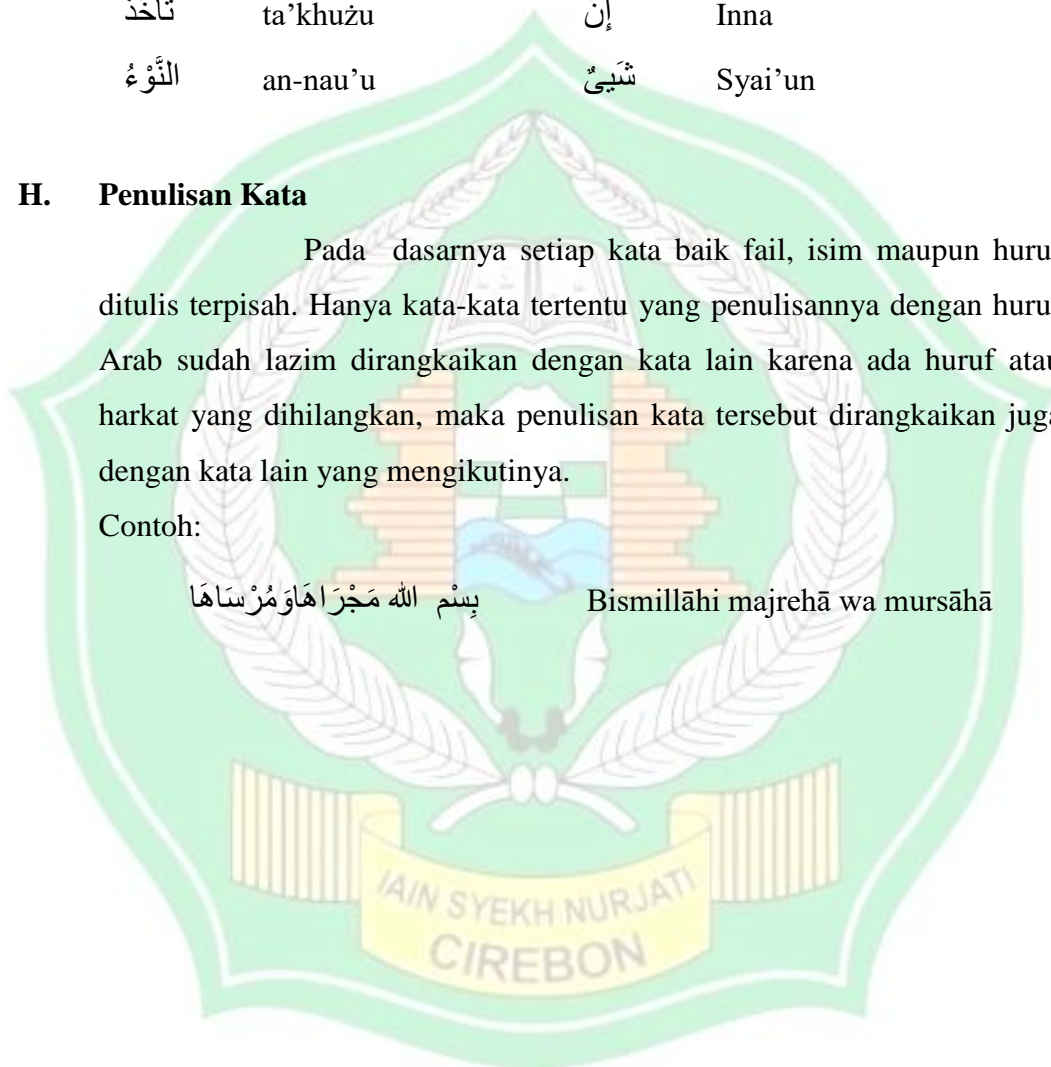 تأخذ ta’khużu إن Inna
النَّوْءُ an-nau’u شَيىٌ Syai’un
H. Penulisan Kata
Pada dasarnya setiap kata baik fail, isim maupun huru
ditulis terpisah. Hanya kata-kata tertentu yang penulisannya dengan huru
Arab sudah lazim dirangkaikan dengan kata lain karena ada huruf atau
harkat yang dihilangkan, maka penulisan kata tersebut dirangkaikan juga
dengan kata lain yang mengikutinya.
Contoh:
بِسْم الله مَجْرَاهَاوَمُرْسَاهَا Bismillāhi majrehā wa mursāhā
IAIN SYEKH NURJATI
CIREBON